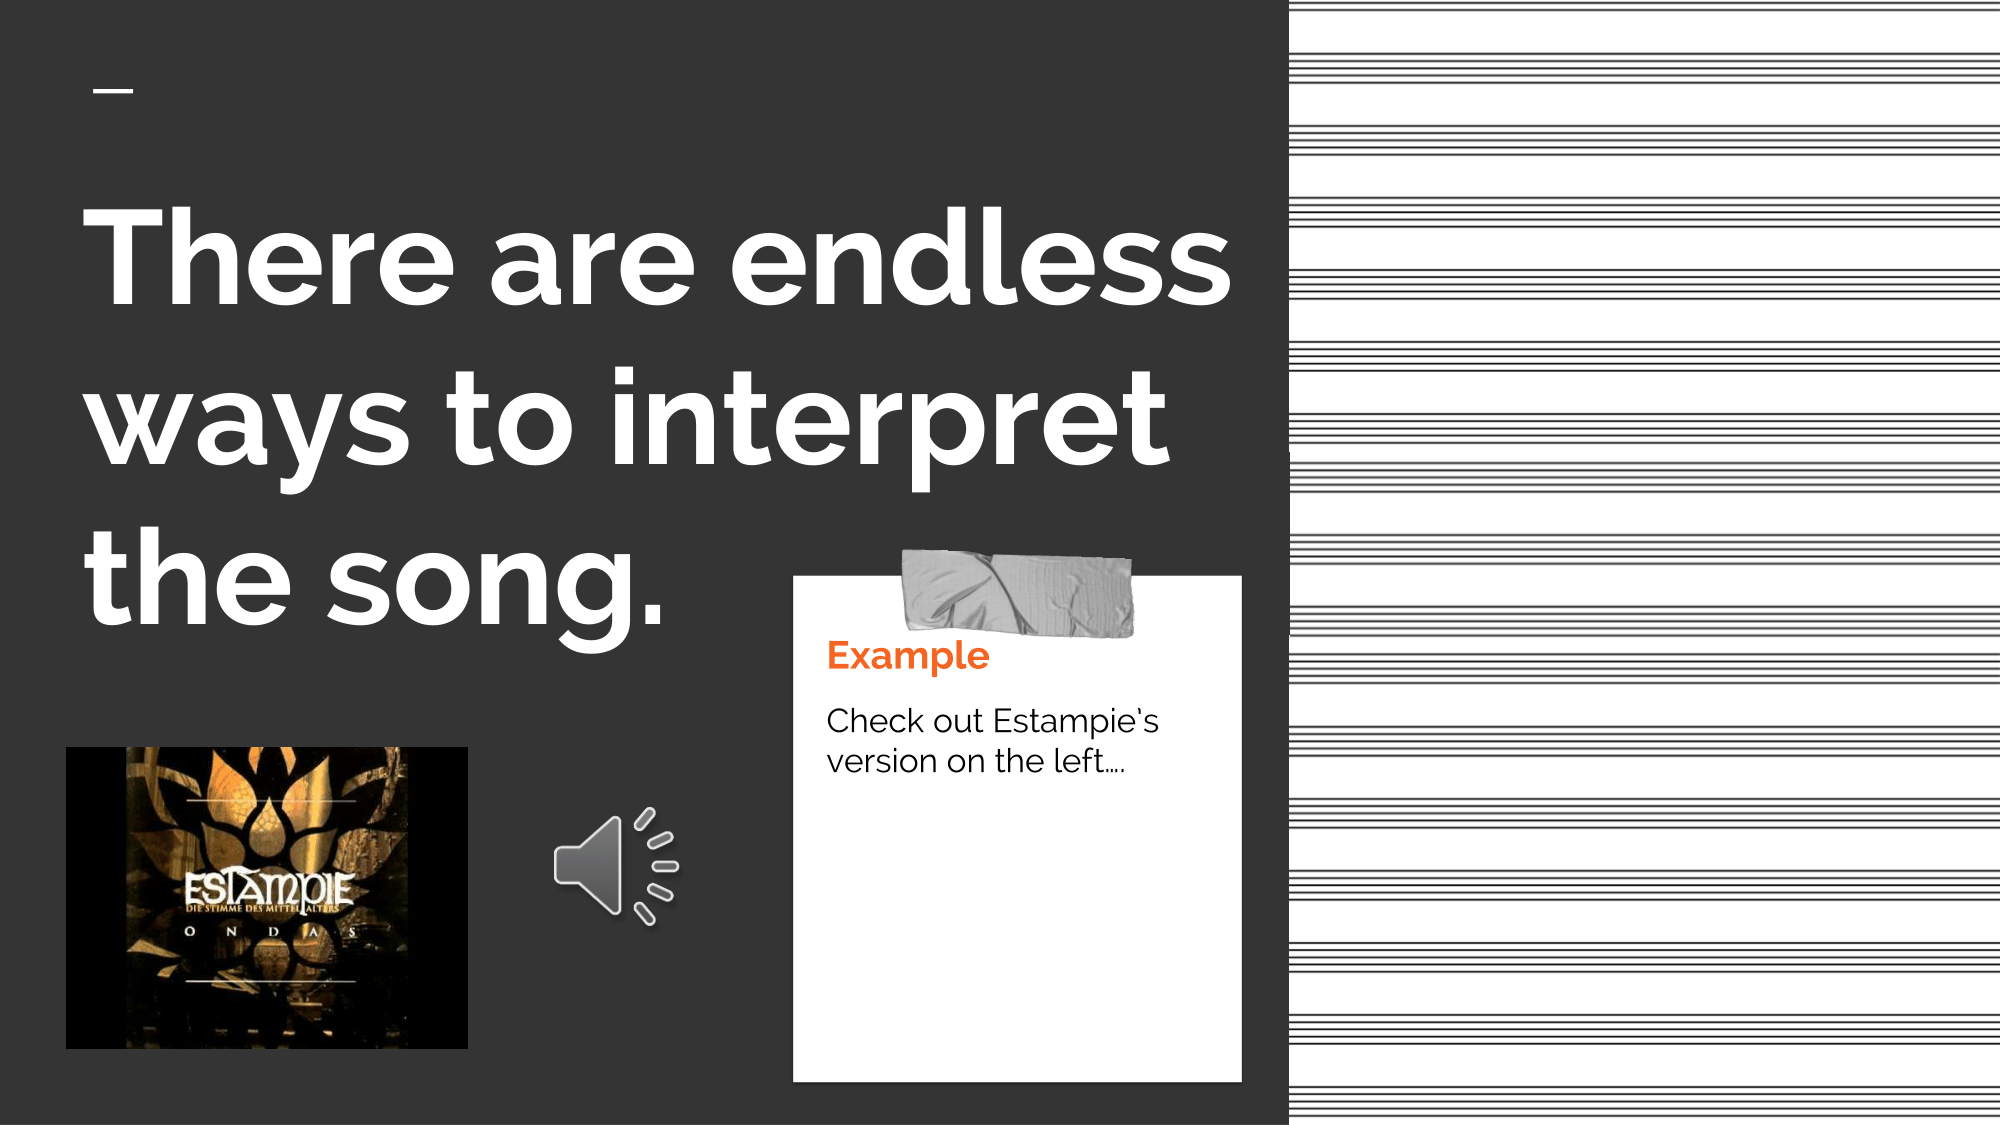 There are endless
ways to interpret
the song.
Example
Check out Estampie's
version on the left....
ESTAMPIE
DIE STIMME DES MITTELALTERS
ONDAS